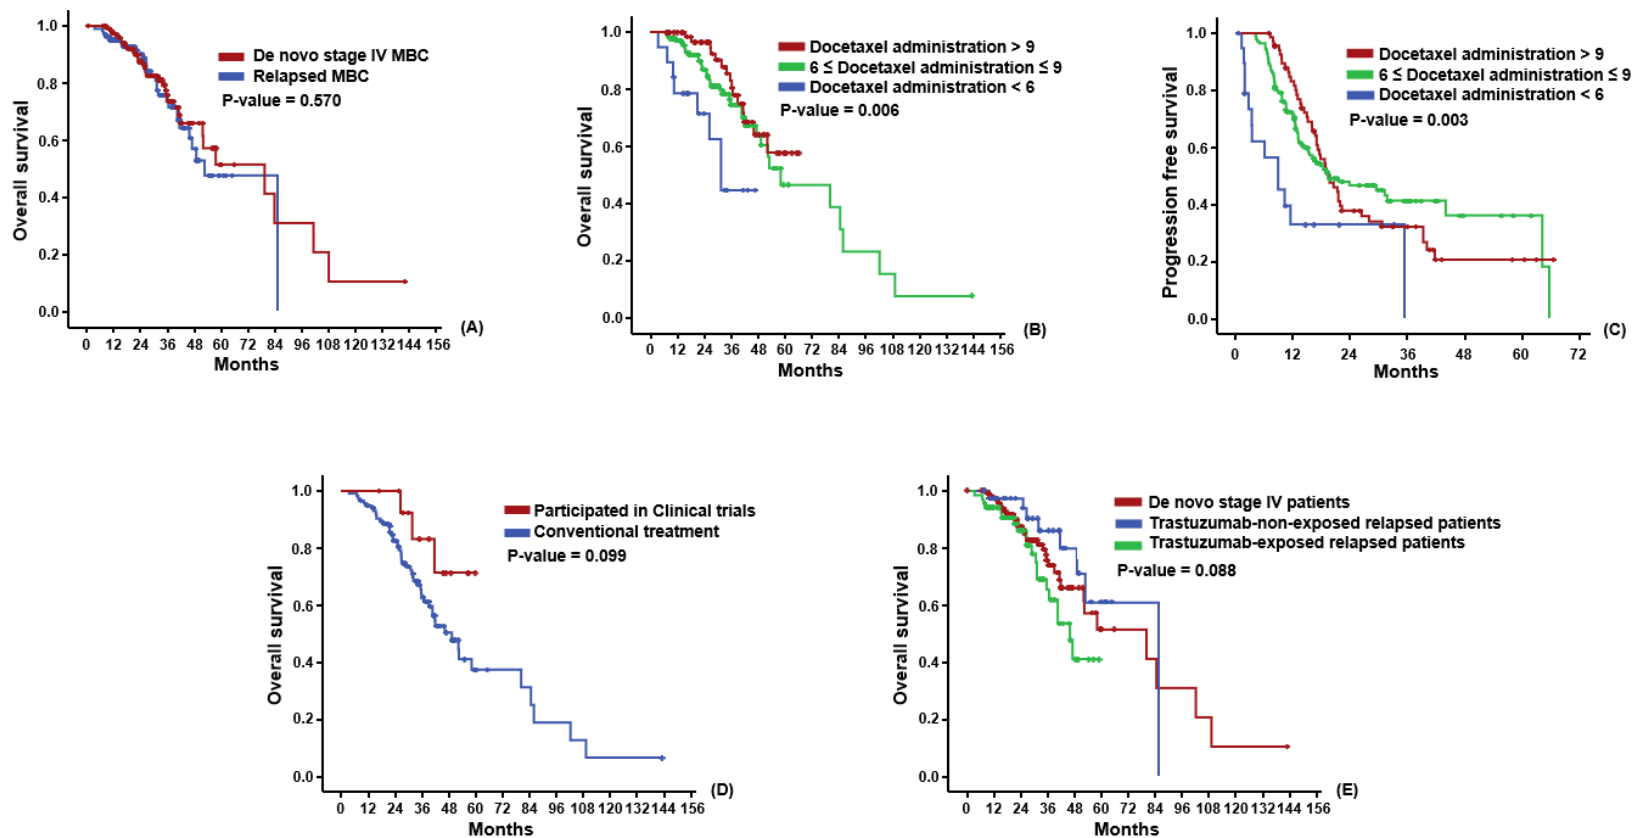 De novo stage IV MBC
Relapsed MBC
P-value = 0.570
Overall survival
1.0
0.8
0.6
0.4
0.2
0.0
0 12 24 36 48 60 72 84 96 108 120 132 144 156
Months
(A)
Docetaxel administration > 9
6 ≤ Docetaxel administration ≤ 9
Docetaxel administration < 6
P-value = 0.006
Overall survival
1.0
0.8
0.6
0.4
0.2
0.0
0 12 24 36 48 60 72 84 96 108 120 132 144 156
Months
(B)
Docetaxel administration > 9
6 ≤ Docetaxel administration ≤ 9
Docetaxel administration < 6
P-value = 0.003
Progression free survival
1.0
0.8
0.6
0.4
0.2
0.0
0 12 24 36 48 60 72
Months
(C)
Participated in Clinical trials
Conventional treatment
P-value = 0.099
Overall survival
1.0
0.8
0.6
0.4
0.2
0.0
0 12 24 36 48 60 72 84 96 108 120 132 144 156
Months
(D)
De novo stage IV patients
Trastuzumab-non-exposed relapsed patients
Trastuzumab-exposed relapsed patients
P-value = 0.088
Overall survival
1.0
0.8
0.6
0.4
0.2
0.0
0 12 24 36 48 60 72 84 96 108 120 132 144 156
Months
(E)